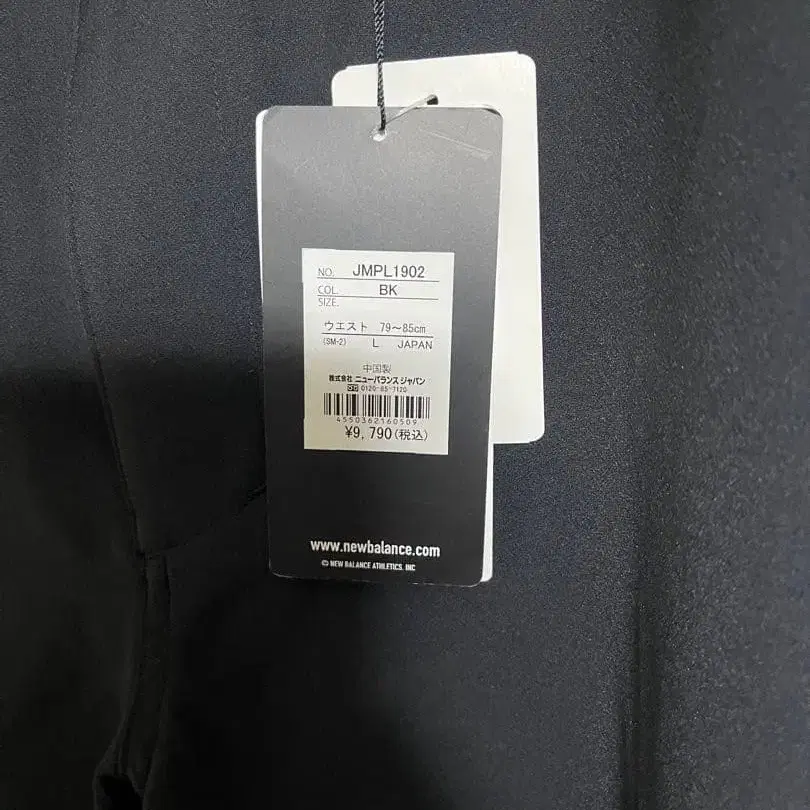 NO. JMPL1902
COL. BK
SIZE.
ウエスト 79～85cm
(SM-2) L JAPAN
中国製
株式会社 ニューバランス ジャパン
0120-85-7120
4550362160509
¥9,790(税込)
www.newbalance.com
© NEW BALANCE ATHLETICS, INC